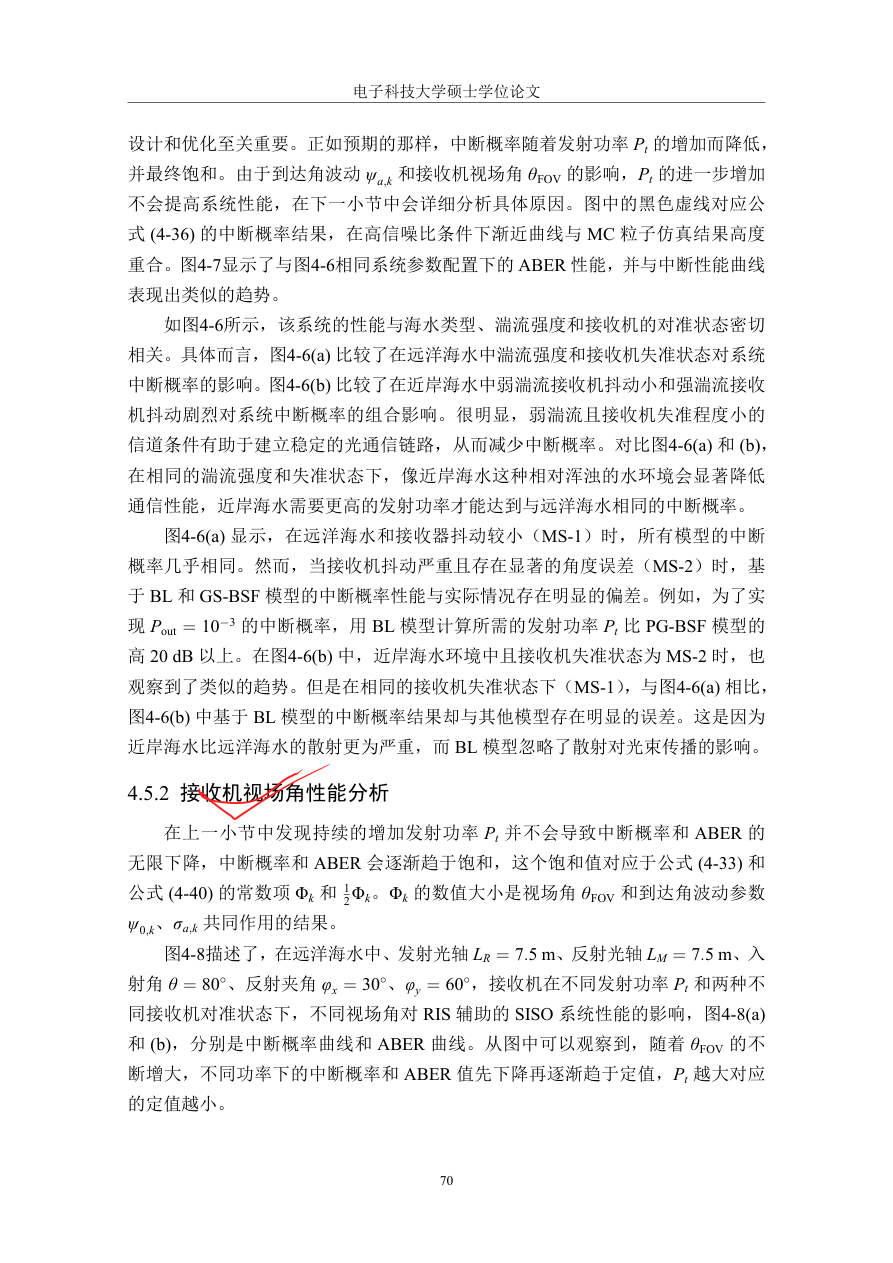 电子科技大学硕士学位论文
设计和优化至关重要。正如预期的那样，中断概率随着发射功率 Pt 的增加而降低，
并最终饱和。由于到达角波动 ψa,k 和接收机视场角 θFOV 的影响，Pt 的进一步增加
不会提高系统性能，在下一小节中会详细分析具体原因。图中的黑色虚线对应公
式 (4-36) 的中断概率结果，在高信噪比条件下渐近曲线与 MC 粒子仿真结果高度
重合。图4-7显示了与图4-6相同系统参数配置下的 ABER 性能，并与中断性能曲线
表现出类似的趋势。
如图4-6所示，该系统的性能与海水类型、湍流强度和接收机的对准状态密切
相关。具体而言，图4-6(a) 比较了在远洋海水中湍流强度和接收机失准状态对系统
中断概率的影响。图4-6(b) 比较了在近岸海水中弱湍流接收机抖动小和强湍流接收
机抖动剧烈对系统中断概率的组合影响。很明显，弱湍流且接收机失准程度小的
信道条件有助于建立稳定的光通信链路，从而减少中断概率。对比图4-6(a) 和 (b)，
在相同的湍流强度和失准状态下，像近岸海水这种相对浑浊的水环境会显著降低
通信性能，近岸海水需要更高的发射功率才能达到与远洋海水相同的中断概率。
图4-6(a) 显示，在远洋海水和接收器抖动较小（MS-1）时，所有模型的中断
概率几乎相同。然而，当接收机抖动严重且存在显著的角度误差（MS-2）时，基
于 BL 和 GS-BSF 模型的中断概率性能与实际情况存在明显的偏差。例如，为了实
现 Pout = 10−3 的中断概率，用 BL 模型计算所需的发射功率 Pt 比 PG-BSF 模型的
高 20 dB 以上。在图4-6(b) 中，近岸海水环境中且接收机失准状态为 MS-2 时，也
观察到了类似的趋势。但是在相同的接收机失准状态下（MS-1），与图4-6(a) 相比，
图4-6(b) 中基于 BL 模型的中断概率结果却与其他模型存在明显的误差。这是因为
近岸海水比远洋海水的散射更为严重，而 BL 模型忽略了散射对光束传播的影响。
4.5.2 接收机视场角性能分析
在上一小节中发现持续的增加发射功率 Pt 并不会导致中断概率和 ABER 的
无限下降，中断概率和 ABER 会逐渐趋于饱和，这个饱和值对应于公式 (4-33) 和
公式 (4-40) 的常数项 Φk 和 ½Φk。Φk 的数值大小是视场角 θFOV 和到达角波动参数
ψ0,k、σa,k 共同作用的结果。
图4-8描述了，在远洋海水中、发射光轴 LR = 7.5 m、反射光轴 LM = 7.5 m、入
射角 θ = 80°、反射夹角 φx = 30°、φy = 60°，接收机在不同发射功率 Pt 和两种不
同接收机对准状态下，不同视场角对 RIS 辅助的 SISO 系统性能的影响，图4-8(a)
和 (b)，分别是中断概率曲线和 ABER 曲线。从图中可以观察到，随着 θFOV 的不
断增大，不同功率下的中断概率和 ABER 值先下降再逐渐趋于定值，Pt 越大对应
的定值越小。
70